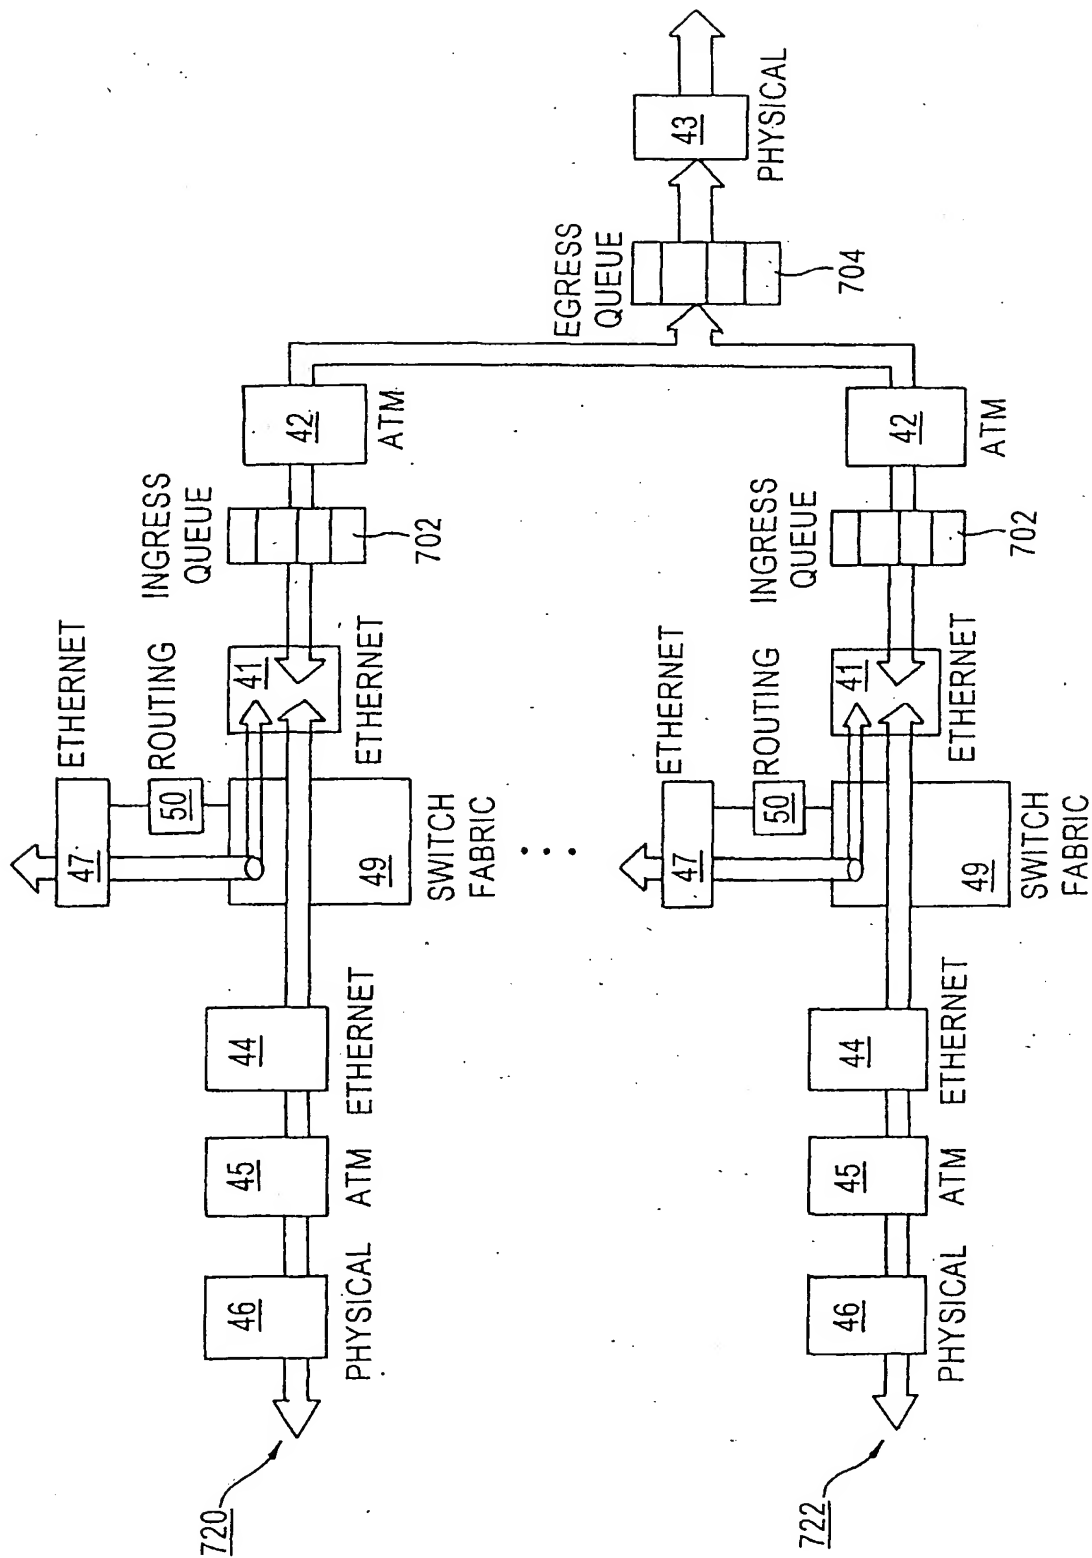 720
46
PHYSICAL
45
ATM
44
ETHERNET
47
ETHERNET
50
ROUTING
49
SWITCH
FABRIC
41
ETHERNET
INGRESS
QUEUE
702
42
ATM
EGRESS
QUEUE
704
43
PHYSICAL
722
46
PHYSICAL
45
ATM
44
ETHERNET
47
ETHERNET
50
ROUTING
49
SWITCH
FABRIC
41
ETHERNET
INGRESS
QUEUE
702
42
ATM